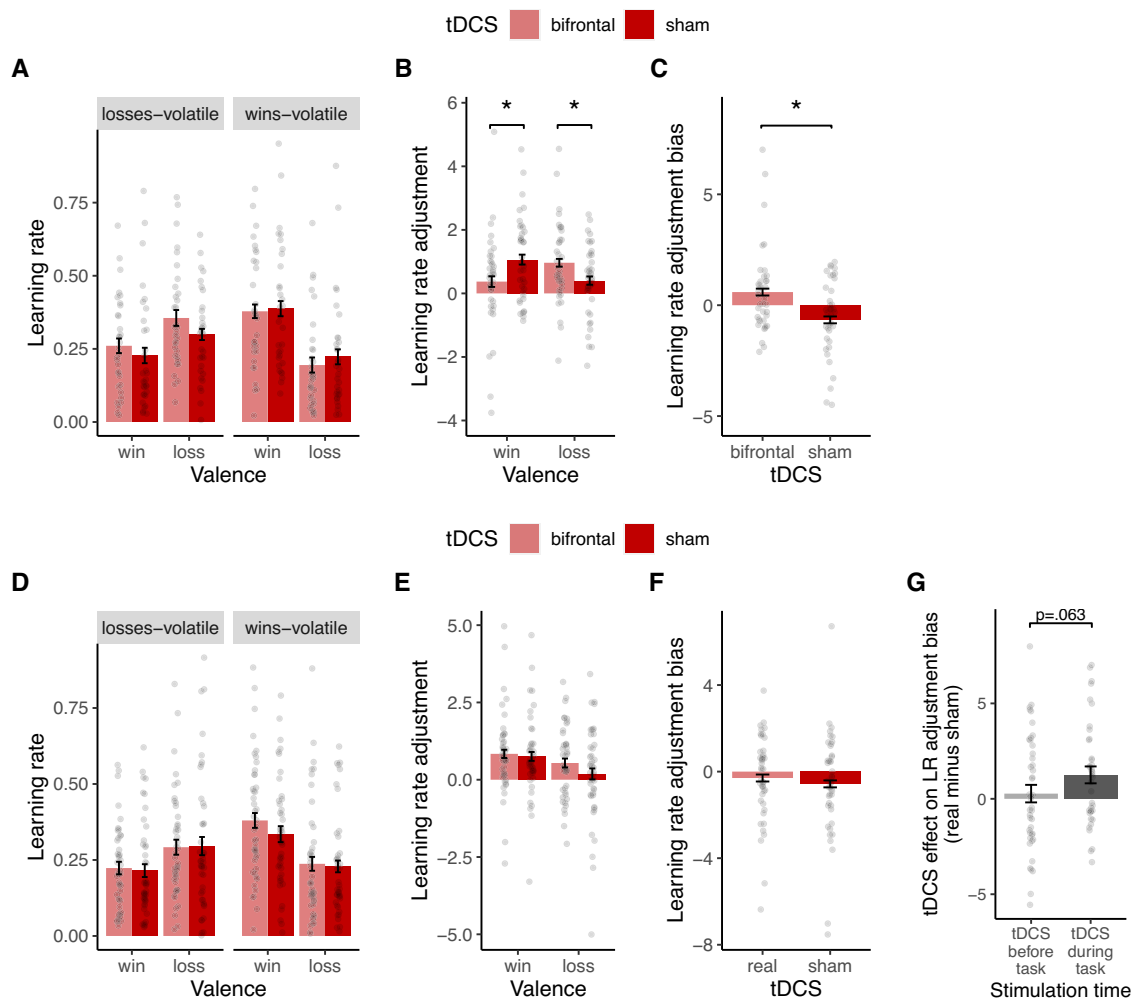 tDCS bifrontal sham
A
losses−volatile wins−volatile
Learning rate
0.75
0.50
0.25
0.00
win loss win loss
Valence
B
Learning rate adjustment
6
4
2
0
−2
−4
* *
win loss
Valence
C
Learning rate adjustment bias
5
0
−5
*
bifrontal sham
tDCS
tDCS bifrontal sham
D
losses−volatile wins−volatile
Learning rate
0.75
0.50
0.25
0.00
win loss win loss
Valence
E
Learning rate adjustment
5.0
2.5
0.0
−2.5
−5.0
win loss
Valence
F
Learning rate adjustment bias
4
0
−4
−8
real sham
tDCS
G
tDCS effect on LR adjustment bias
(real minus sham)
5
0
−5
p=.063
tDCS tDCS
before during
task task
Stimulation time